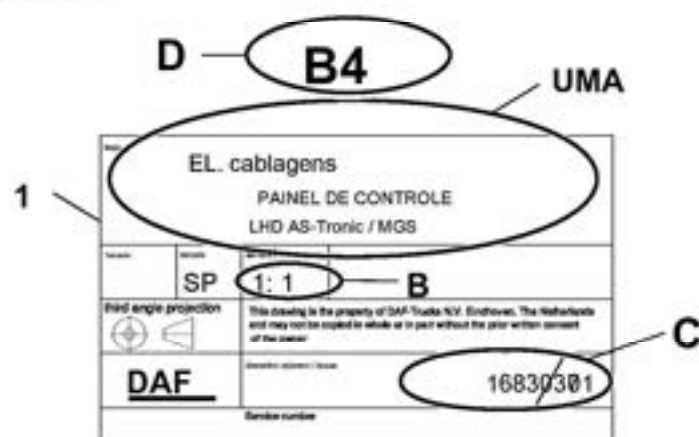 D
B4
UMA
EL. cablagens
PAINEL DE CONTROLE
LHD AS-Tronic / MGS
1
SP
1: 1
B
third angle projection
This drawing is the property of DAF-Trucks N.V. Eindhoven. The Netherlands
and may not be copied in whole or in part without the prior written consent
of the owner
C
DAF
Service number